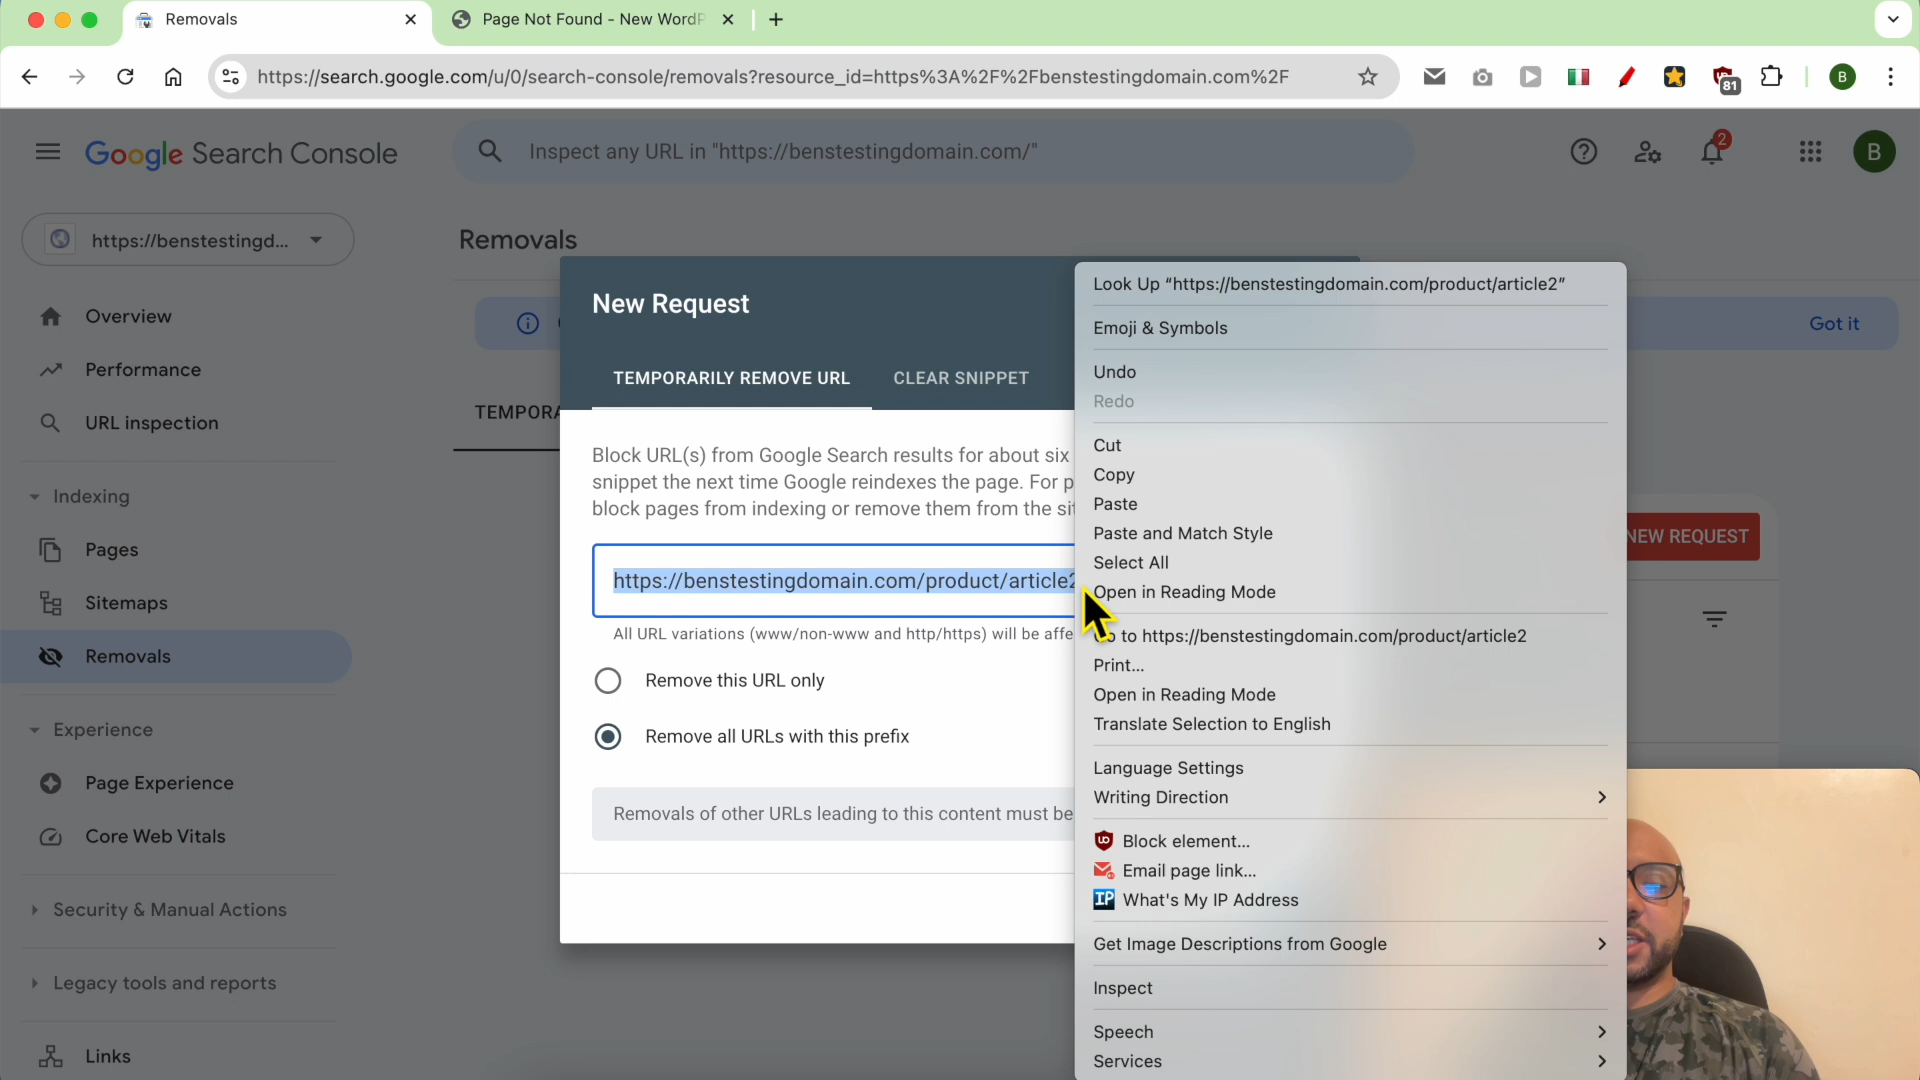 Removals
Page Not Found - New WordP
https://search.google.com/u/0/search-console/removals?resource_id=https%3A%2F%2Fbenstestingdomain.com%2F
81
B
Google Search Console
Inspect any URL in "https://benstestingdomain.com/"
2
B
https://benstestingd...
Overview
Performance
URL inspection
Indexing
Pages
Sitemaps
Removals
Experience
Page Experience
Core Web Vitals
Security & Manual Actions
Legacy tools and reports
Links
Removals
Got it
TEMPORA
NEW REQUEST
New Request
TEMPORARILY REMOVE URL
CLEAR SNIPPET
Block URL(s) from Google Search results for about six
snippet the next time Google reindexes the page. For p
block pages from indexing or remove them from the sit
https://benstestingdomain.com/product/article2
All URL variations (www/non-www and http/https) will be affe
Remove this URL only
Remove all URLs with this prefix
Removals of other URLs leading to this content must be
Look Up “https://benstestingdomain.com/product/article2”
Emoji & Symbols
Undo
Redo
Cut
Copy
Paste
Paste and Match Style
Select All
Open in Reading Mode
to https://benstestingdomain.com/product/article2
Print...
Open in Reading Mode
Translate Selection to English
Language Settings
Writing Direction
Block element...
Email page link...
IP
What's My IP Address
Get Image Descriptions from Google
Inspect
Speech
Services